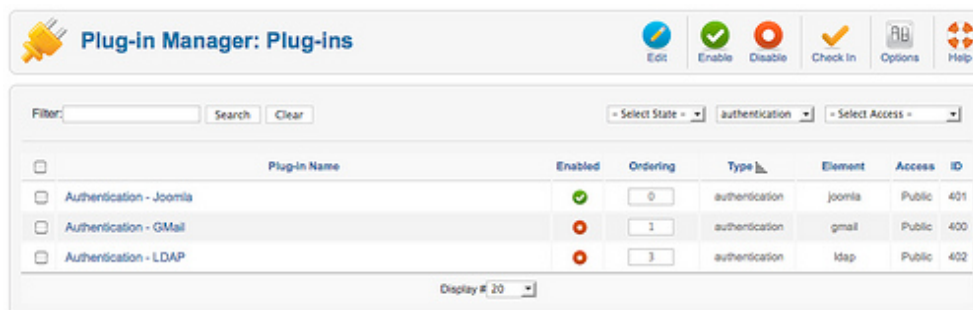 Plug-in Manager: Plug-ins
Edit Enable Disable Check In Options Help
Filter: Search Clear - Select State - authentication - Select Access -
Plug-in Name Enabled Ordering Type Element Access ID
Authentication - Joomla 0 authentication joomla Public 401
Authentication - GMail 1 authentication gmail Public 400
Authentication - LDAP 3 authentication ldap Public 402
Display # 20